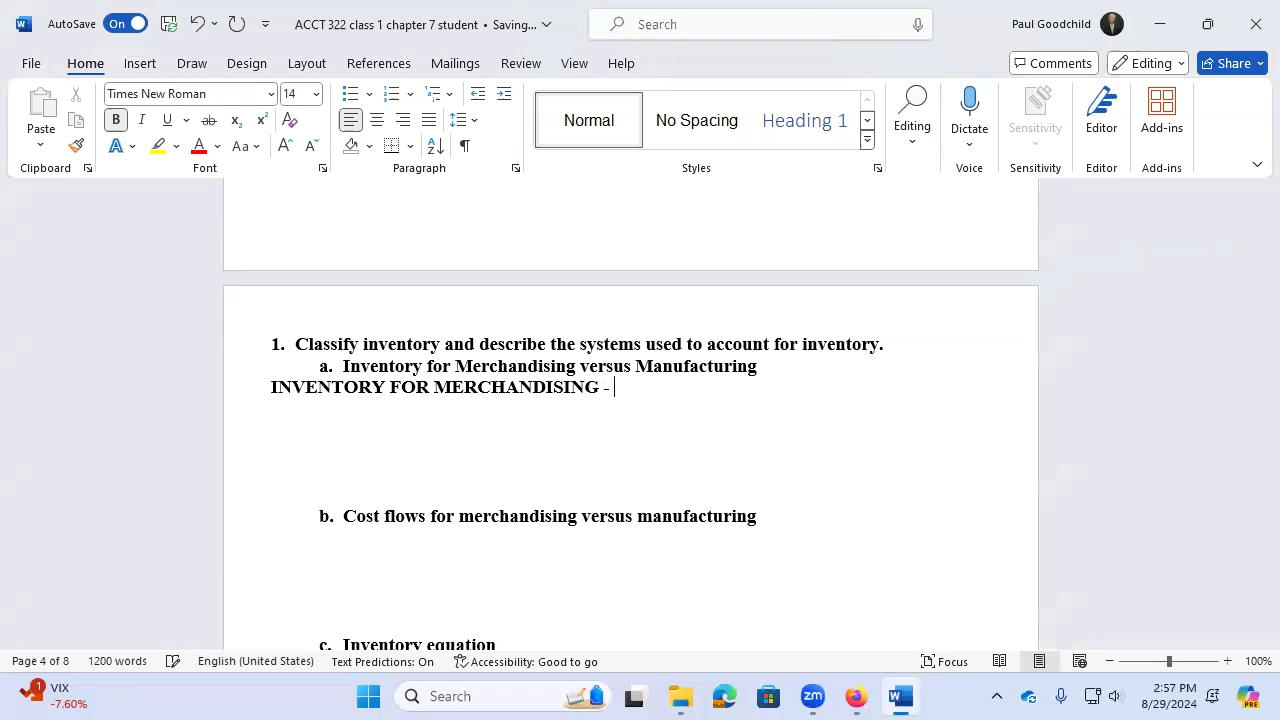 AutoSave On ACCT 322 class 1 chapter 7 student • Saving... Search Paul Goodchild
File Home Insert Draw Design Layout References Mailings Review View Help Comments Editing Share
Times New Roman 14
Paste Normal No Spacing Heading 1 Editing Dictate Sensitivity Editor Add-ins
Clipboard Font Paragraph Styles Voice Sensitivity Editor Add-ins
1. Classify inventory and describe the systems used to account for inventory.
a. Inventory for Merchandising versus Manufacturing
INVENTORY FOR MERCHANDISING -
b. Cost flows for merchandising versus manufacturing
c. Inventory equation
Page 4 of 8 1200 words English (United States) Text Predictions: On Accessibility: Good to go Focus 100%
1 VIX
-7.60%
Search
zm
PRE
2:57 PM
8/29/2024